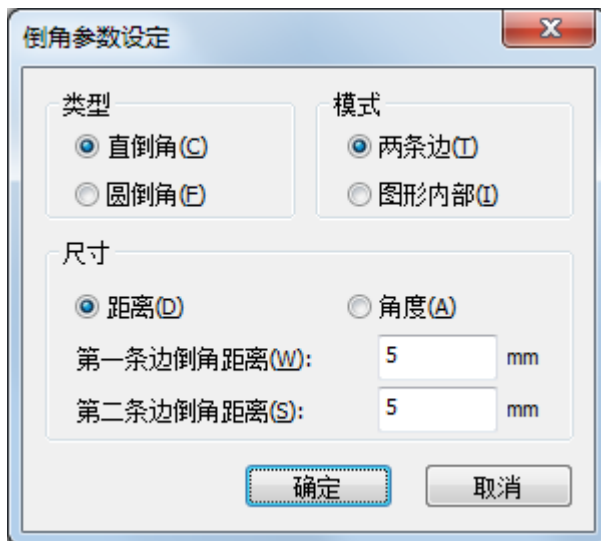 倒角参数设定
类型
直倒角(C)
圆倒角(F)
模式
两条边(T)
图形内部(I)
尺寸
距离(D)
角度(A)
第一条边倒角距离(W): 5 mm
第二条边倒角距离(S): 5 mm
确定 取消